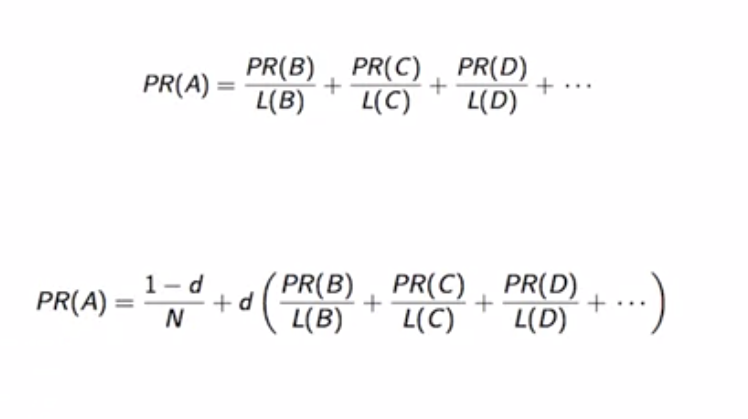 PR(A) = PR(B)/L(B) + PR(C)/L(C) + PR(D)/L(D) + ⋯
PR(A) = (1 − d)/N + d ( PR(B)/L(B) + PR(C)/L(C) + PR(D)/L(D) + ⋯ )